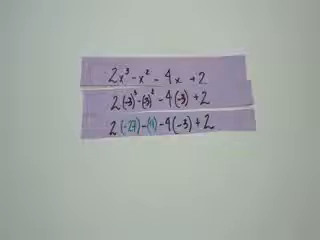 2x³ - x² - 4x + 2
2(-3)³ - (-3)² - 4(-3) + 2
2(-27) - (9) - 4(-3) + 2